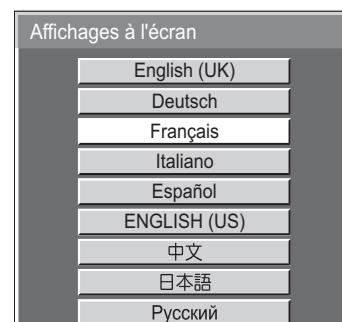 Affichages à l'écran
English (UK)
Deutsch
Français
Italiano
Español
ENGLISH (US)
中文
日本語
Русский